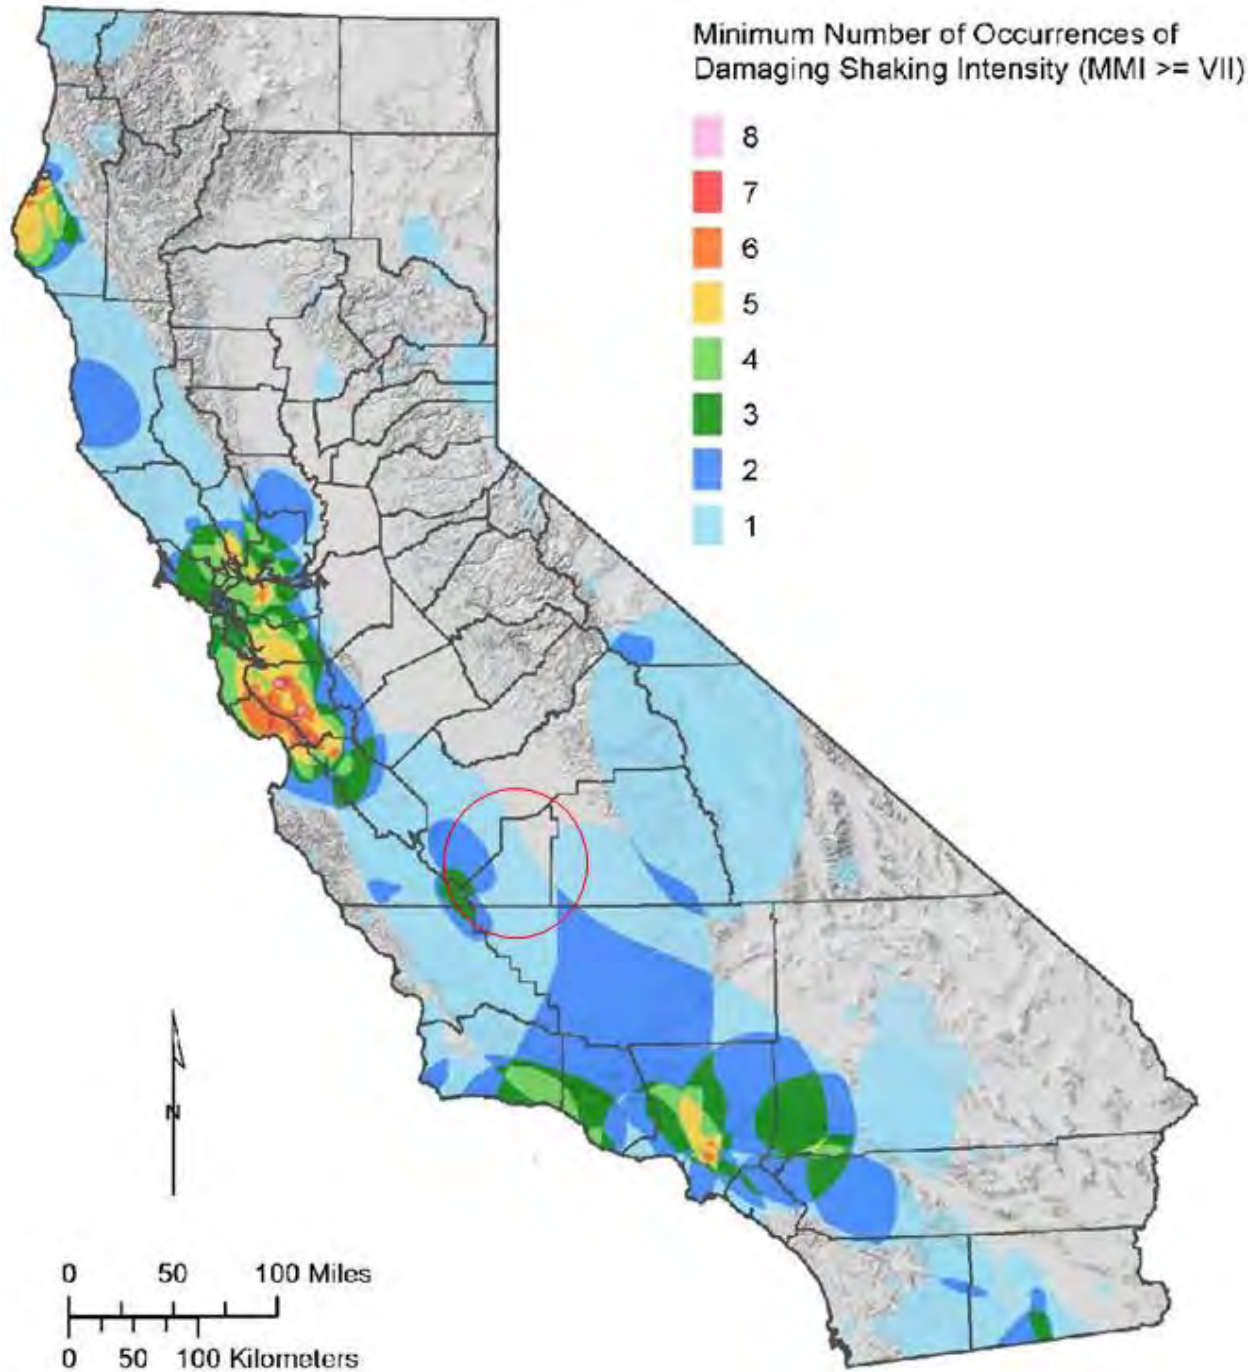 Minimum Number of Occurrences of
Damaging Shaking Intensity (MMI >= VII)
8
7
6
5
4
3
2
1
N
0 50 100 Miles
0 50 100 Kilometers